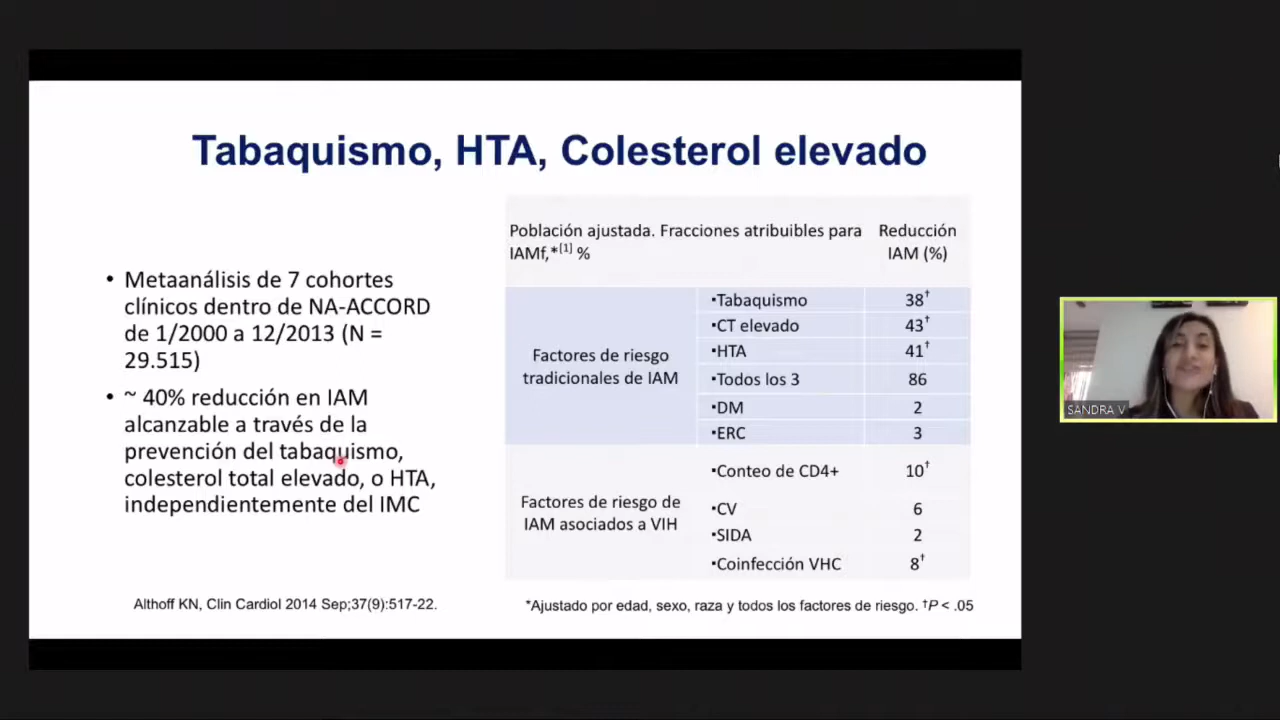 Tabaquismo, HTA, Colesterol elevado
• Metaanálisis de 7 cohortes
clínicos dentro de NA-ACCORD
de 1/2000 a 12/2013 (N =
29.515)
• ~ 40% reducción en IAM
alcanzable a través de la
prevención del tabaquismo,
colesterol total elevado, o HTA,
independientemente del IMC
Población ajustada. Fracciones atribuibles para
IAMf,*[1] %
Reducción
IAM (%)
Factores de riesgo
tradicionales de IAM
▪Tabaquismo 38†
▪CT elevado 43†
▪HTA 41†
▪Todos los 3 86
▪DM 2
▪ERC 3
Factores de riesgo de
IAM asociados a VIH
▪Conteo de CD4+ 10†
▪CV 6
▪SIDA 2
▪Coinfección VHC 8†
Althoff KN, Clin Cardiol 2014 Sep;37(9):517-22.
*Ajustado por edad, sexo, raza y todos los factores de riesgo. †P < .05
SANDRA V